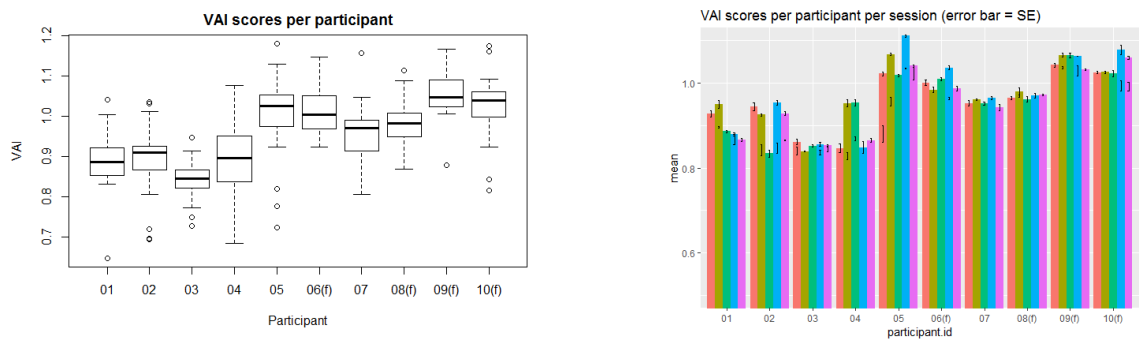 VAI scores per participant
VAI
1.2
1.1
1.0
0.9
0.8
0.7
01 02 03 04 05 06(f) 07 08(f) 09(f) 10(f)
Participant
VAI scores per participant per session (error bar = SE)
mean
1.0
0.8
0.6
01 02 03 04 05 06(f) 07 08(f) 09(f) 10(f)
participant.id